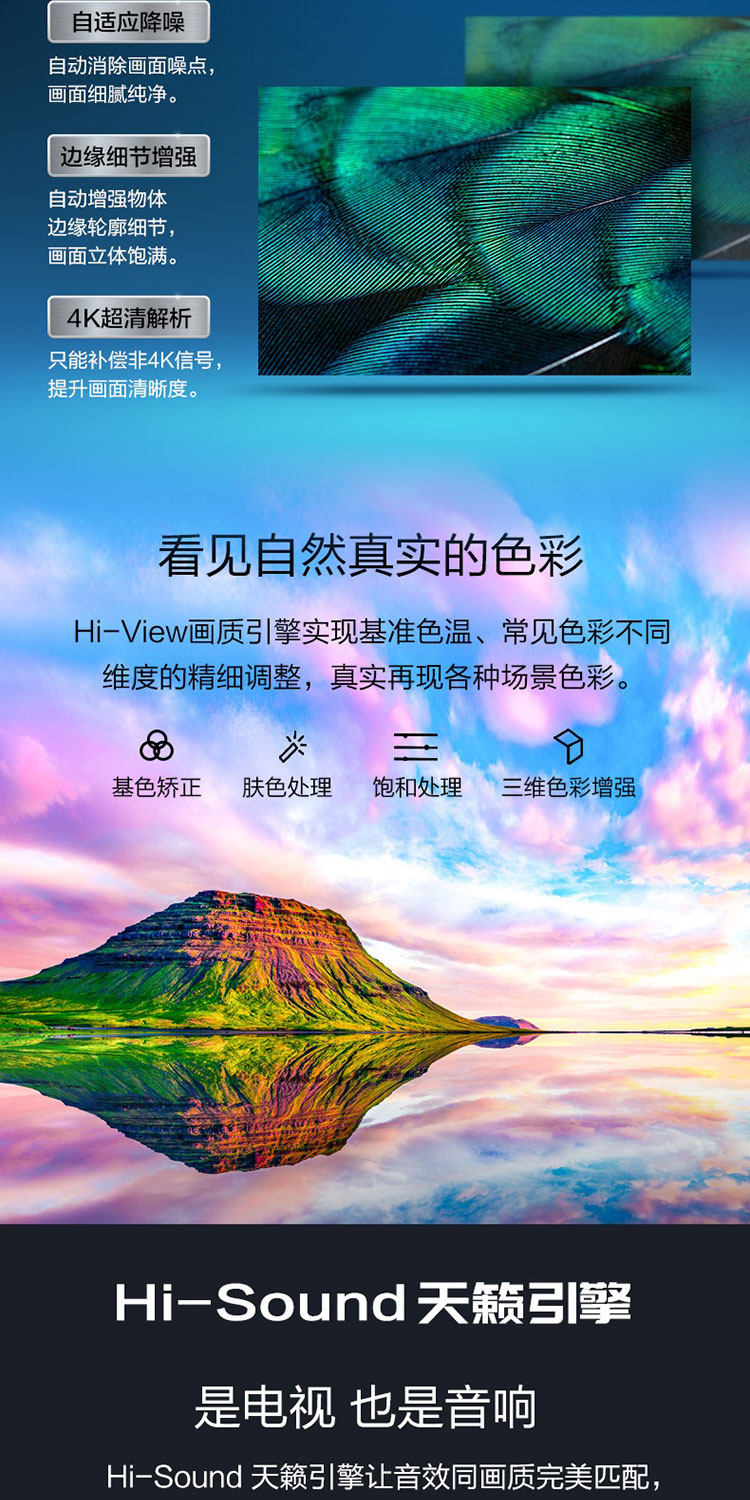 自适应降噪
自动消除画面噪点，
画面细腻纯净。
边缘细节增强
自动增强物体
边缘轮廓细节，
画面立体饱满。
4K超清解析
只能补偿非4K信号，
提升画面清晰度。
看见自然真实的色彩
Hi-View画质引擎实现基准色温、常见色彩不同
维度的精细调整，真实再现各种场景色彩。
基色矫正 肤色处理 饱和处理 三维色彩增强
Hi-Sound 天籁引擎
是电视 也是音响
Hi-Sound 天籁引擎让音效同画质完美匹配，